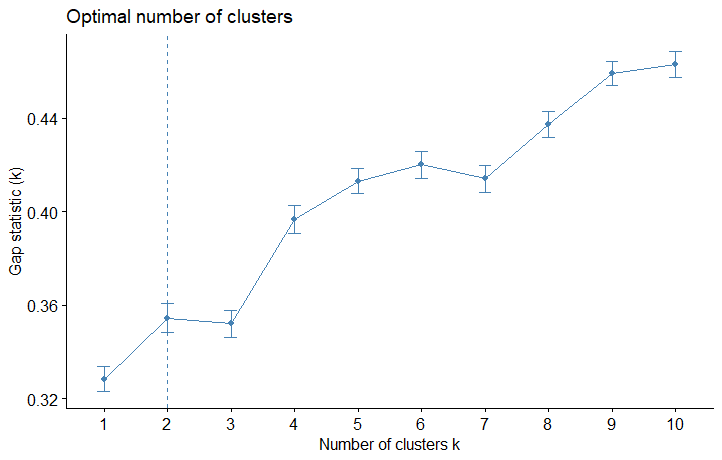 Optimal number of clusters
Gap statistic (k)
0.44
0.40
0.36
0.32
1 2 3 4 5 6 7 8 9 10
Number of clusters k